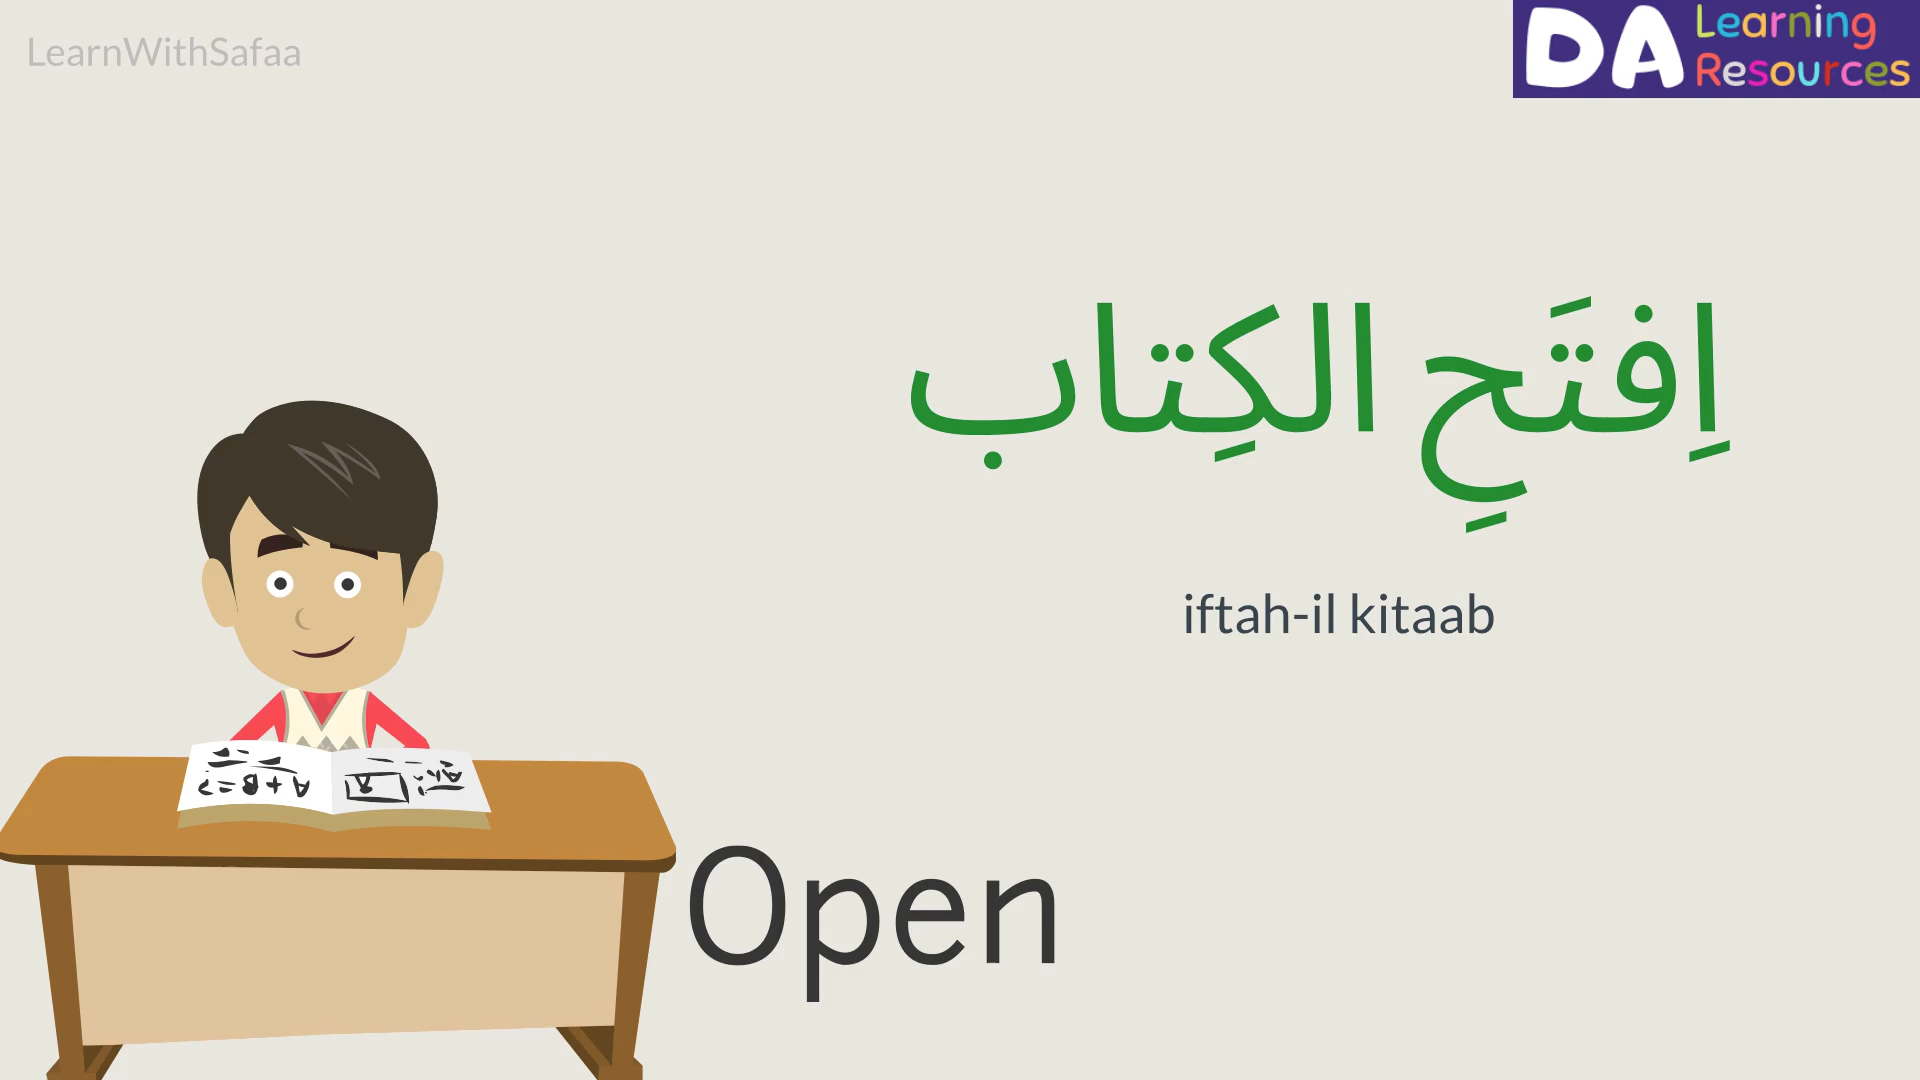 LearnWithSafaa
DA Learning
Resources
اِفتَحِ الكِتاب
iftah-il kitaab
A + B = ?
Open